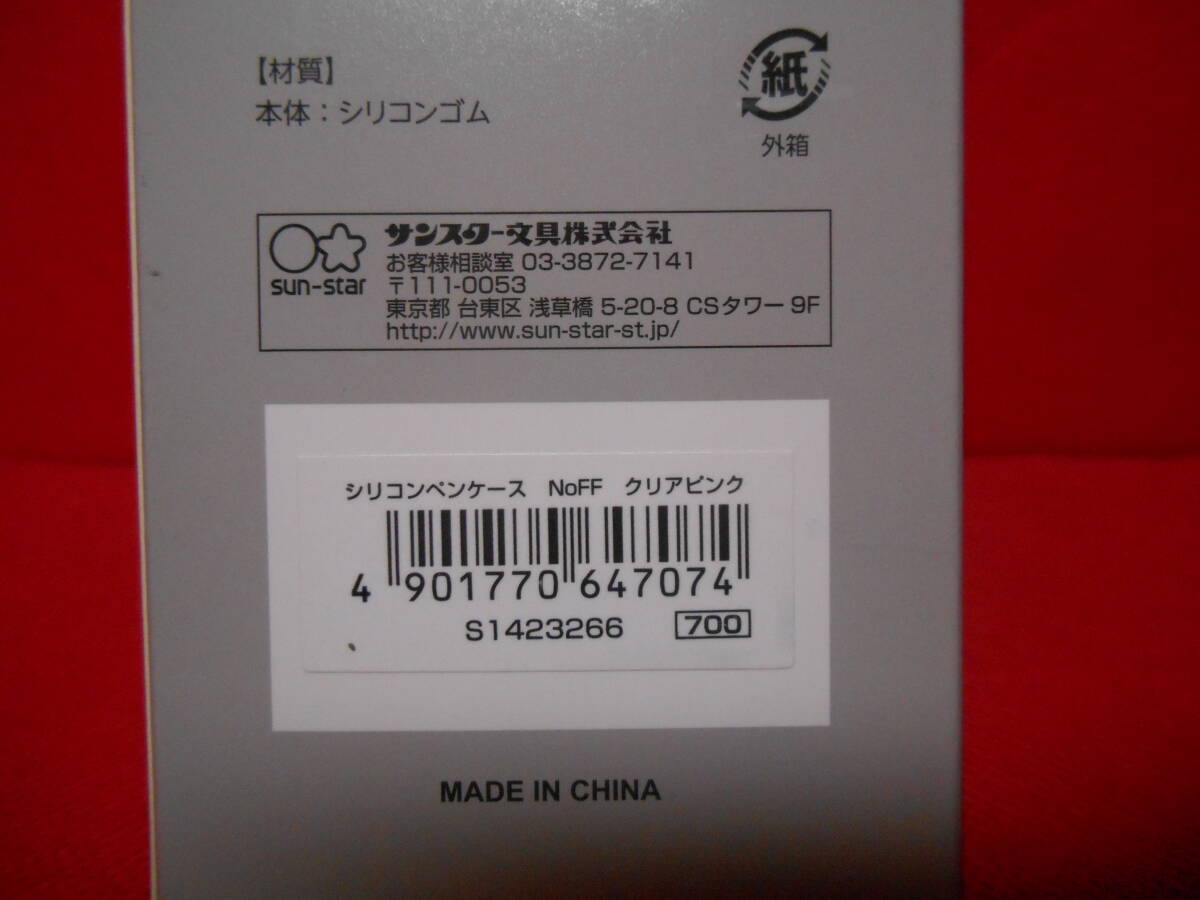 【材質】
本体：シリコンゴム
紙
外箱
sun-star
サンスター文具株式会社
お客様相談室 03-3872-7141
〒111-0053
東京都 台東区 浅草橋 5-20-8 CSタワー 9F
http://www.sun-star-st.jp/
シリコンペンケース　NoFF　クリアピンク
4 901770 647074
S1423266 700
MADE IN CHINA